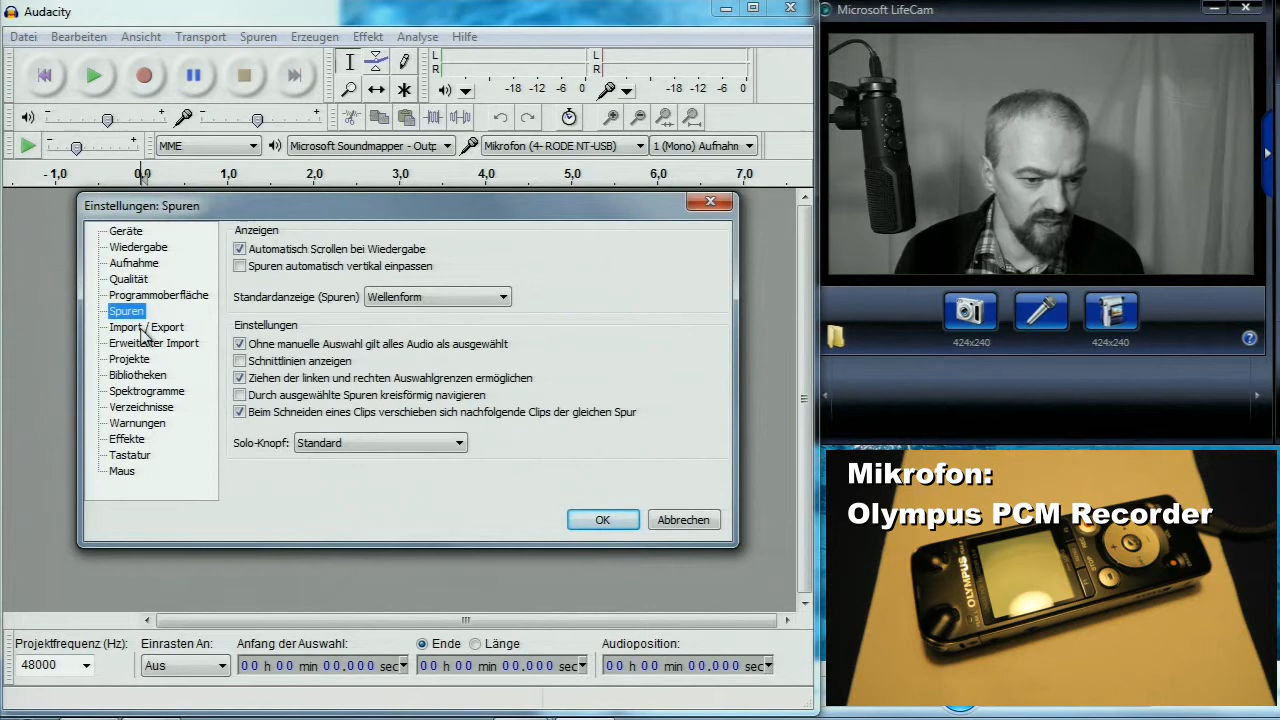 Audacity
Datei Bearbeiten Ansicht Transport Spuren Erzeugen Effekt Analyse Hilfe
L
R
-18 -12 -6 0
L
R
-18 -12 -6 0
MME
Microsoft Soundmapper - Outp
Mikrofon (4- RODE NT-USB)
1 (Mono) Aufnahm
- 1,0 0,0 1,0 2,0 3,0 4,0 5,0 6,0 7,0
Einstellungen: Spuren
Geräte
Wiedergabe
Aufnahme
Qualität
Programmoberfläche
Spuren
Import / Export
Erweiterter Import
Projekte
Bibliotheken
Spektrogramme
Verzeichnisse
Warnungen
Effekte
Tastatur
Maus
Anzeigen
Automatisch Scrollen bei Wiedergabe
Spuren automatisch vertikal einpassen
Standardanzeige (Spuren) Wellenform
Einstellungen
Ohne manuelle Auswahl gilt alles Audio als ausgewählt
Schnittlinien anzeigen
Ziehen der linken und rechten Auswahlgrenzen ermöglichen
Durch ausgewählte Spuren kreisförmig navigieren
Beim Schneiden eines Clips verschieben sich nachfolgende Clips der gleichen Spur
Solo-Knopf: Standard
OK Abbrechen
Projektfrequenz (Hz): Einrasten An: Anfang der Auswahl: Ende Länge Audioposition:
48000 Aus 00 h 00 min 00.000 sec 00 h 00 min 00.000 sec 00 h 00 min 00.000 sec
Microsoft LifeCam
424x240 424x240
Mikrofon:
Olympus PCM Recorder
OLYMPUS